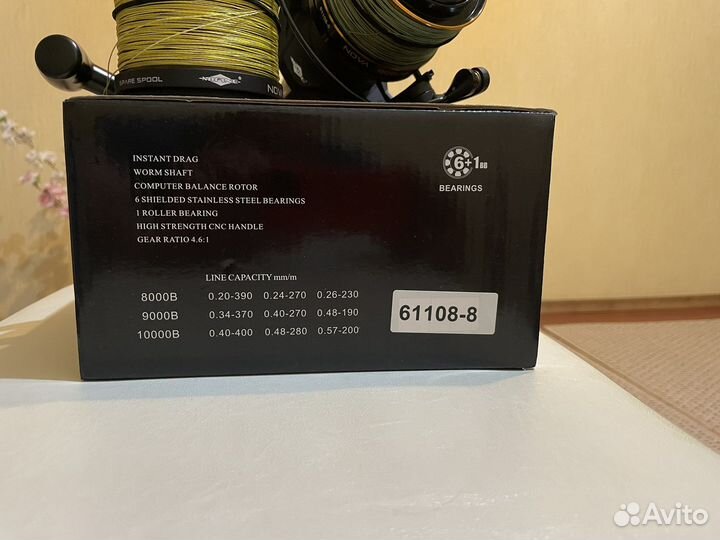 SPARE SPOOL
NOVA
INSTANT DRAG
WORM SHAFT
COMPUTER BALANCE ROTOR
6 SHIELDED STAINLESS STEEL BEARINGS
1 ROLLER BEARING
HIGH STRENGTH CNC HANDLE
GEAR RATIO 4.6:1
6+1BB
BEARINGS
LINE CAPACITY mm/m
8000B 0.20-390 0.24-270 0.26-230
9000B 0.34-370 0.40-270 0.48-190
10000B 0.40-400 0.48-280 0.57-200
61108-8
Avito